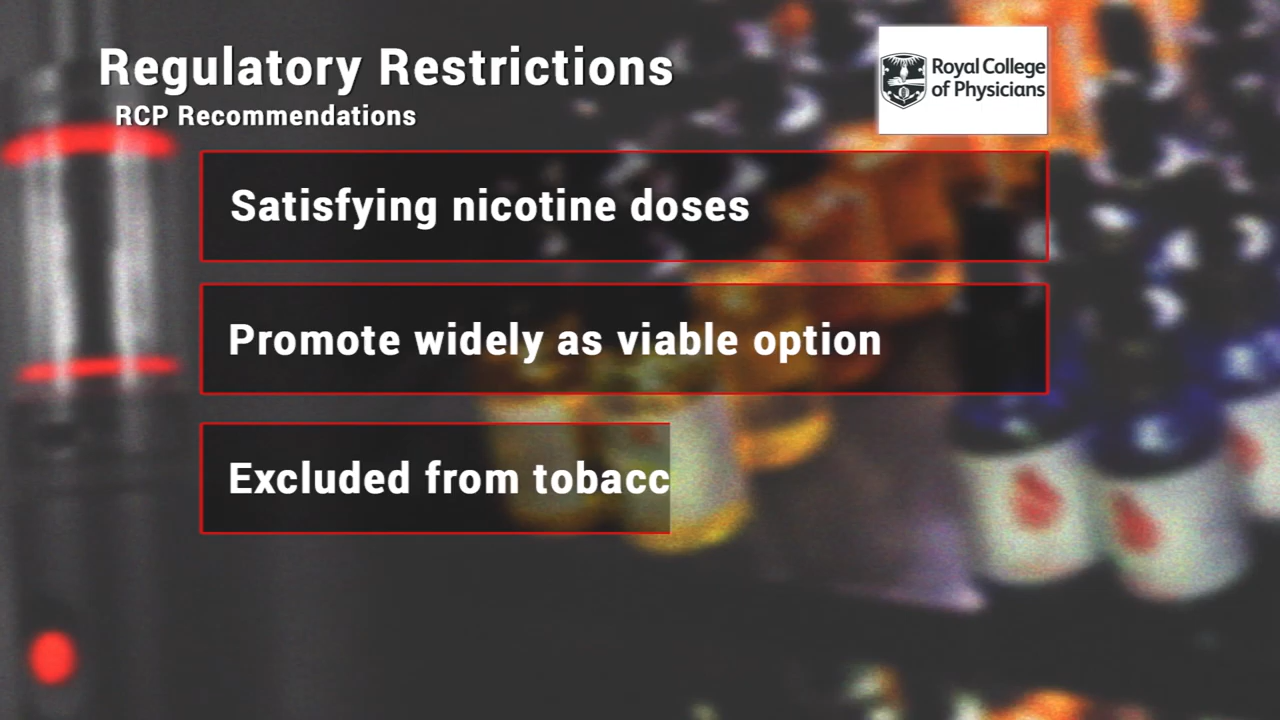 Regulatory Restrictions
RCP Recommendations
Royal College
of Physicians
Satisfying nicotine doses
Promote widely as viable option
Excluded from tobacc